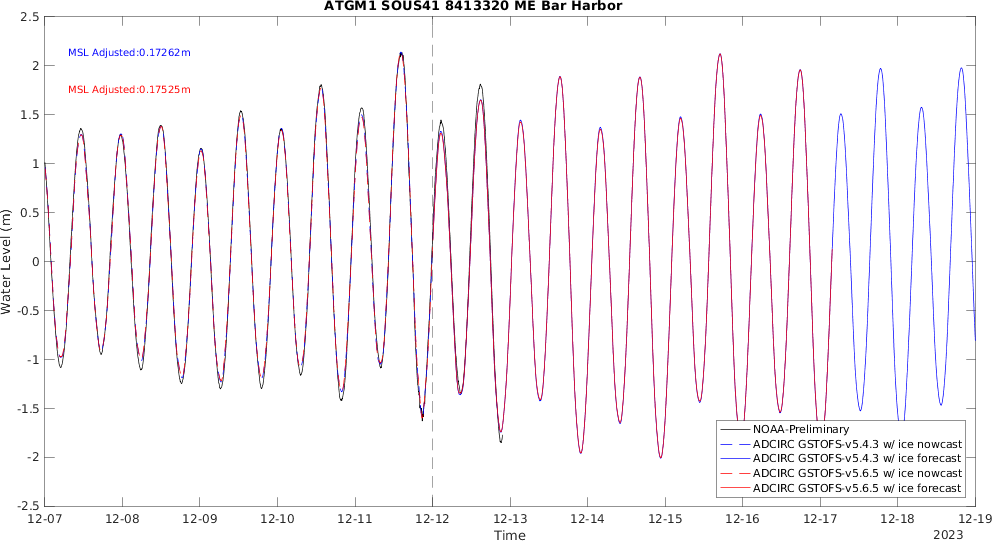 ATGM1 SOUS41 8413320 ME Bar Harbor
2.5
2
1.5
1
0.5
0
-0.5
-1
-1.5
-2
-2.5
Water Level (m)
MSL Adjusted:0.17262m
MSL Adjusted:0.17525m
NOAA-Preliminary
ADCIRC GSTOFS-v5.4.3 w/ ice nowcast
ADCIRC GSTOFS-v5.4.3 w/ ice forecast
ADCIRC GSTOFS-v5.6.5 w/ ice nowcast
ADCIRC GSTOFS-v5.6.5 w/ ice forecast
12-07 12-08 12-09 12-10 12-11 12-12 12-13 12-14 12-15 12-16 12-17 12-18 12-19
Time
2023